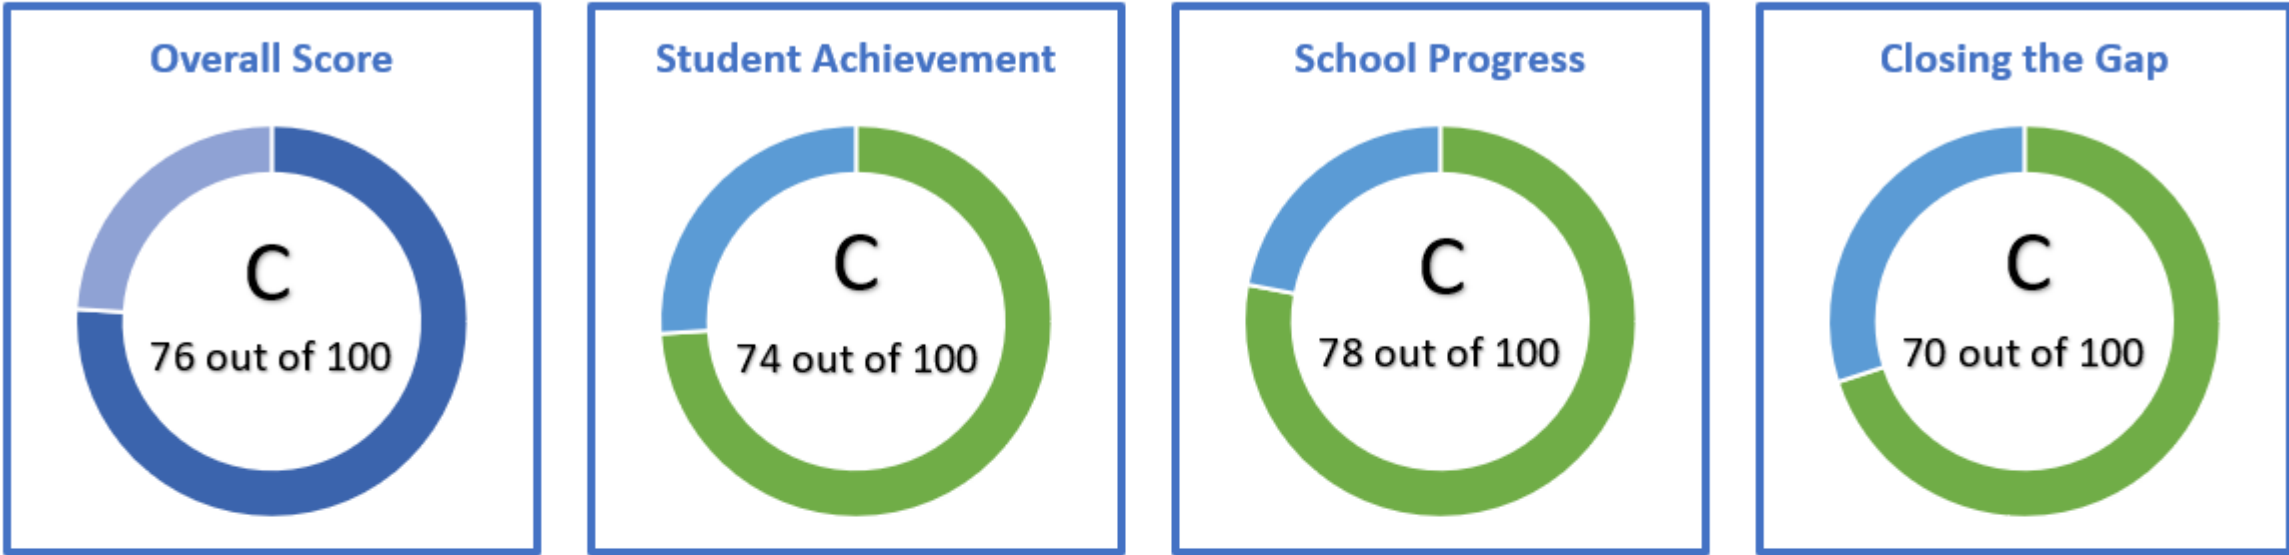 Overall Score
C
76 out of 100
Student Achievement
C
74 out of 100
School Progress
C
78 out of 100
Closing the Gap
C
70 out of 100